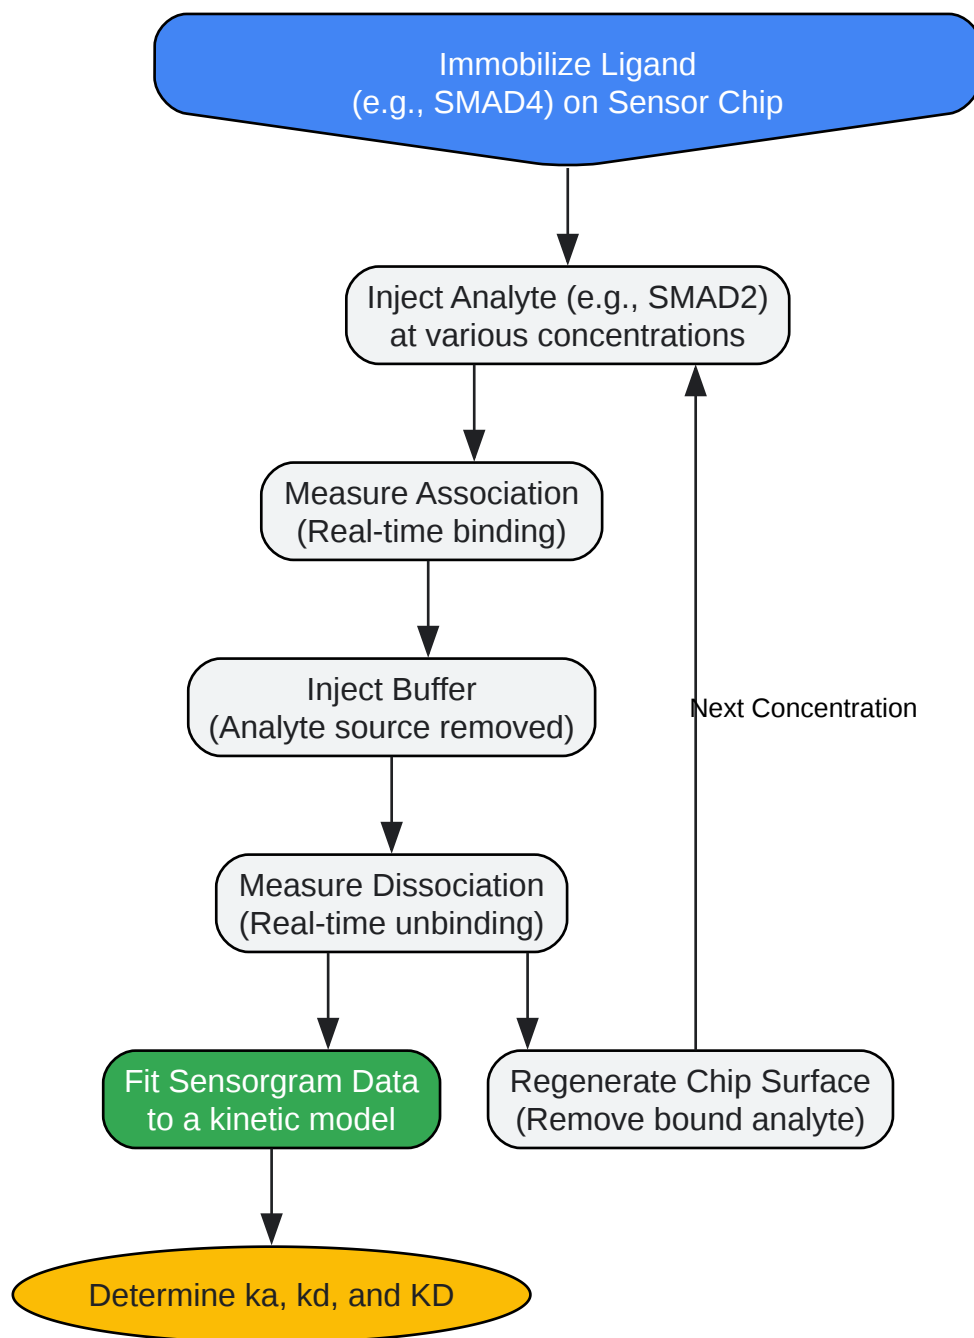 Immobilize Ligand
(e.g., SMAD4) on Sensor Chip
Inject Analyte (e.g., SMAD2)
at various concentrations
Measure Association
(Real-time binding)
Inject Buffer
(Analyte source removed)
Next Concentration
Measure Dissociation
(Real-time unbinding)
Fit Sensorgram Data
to a kinetic model
Regenerate Chip Surface
(Remove bound analyte)
Determine ka, kd, and KD